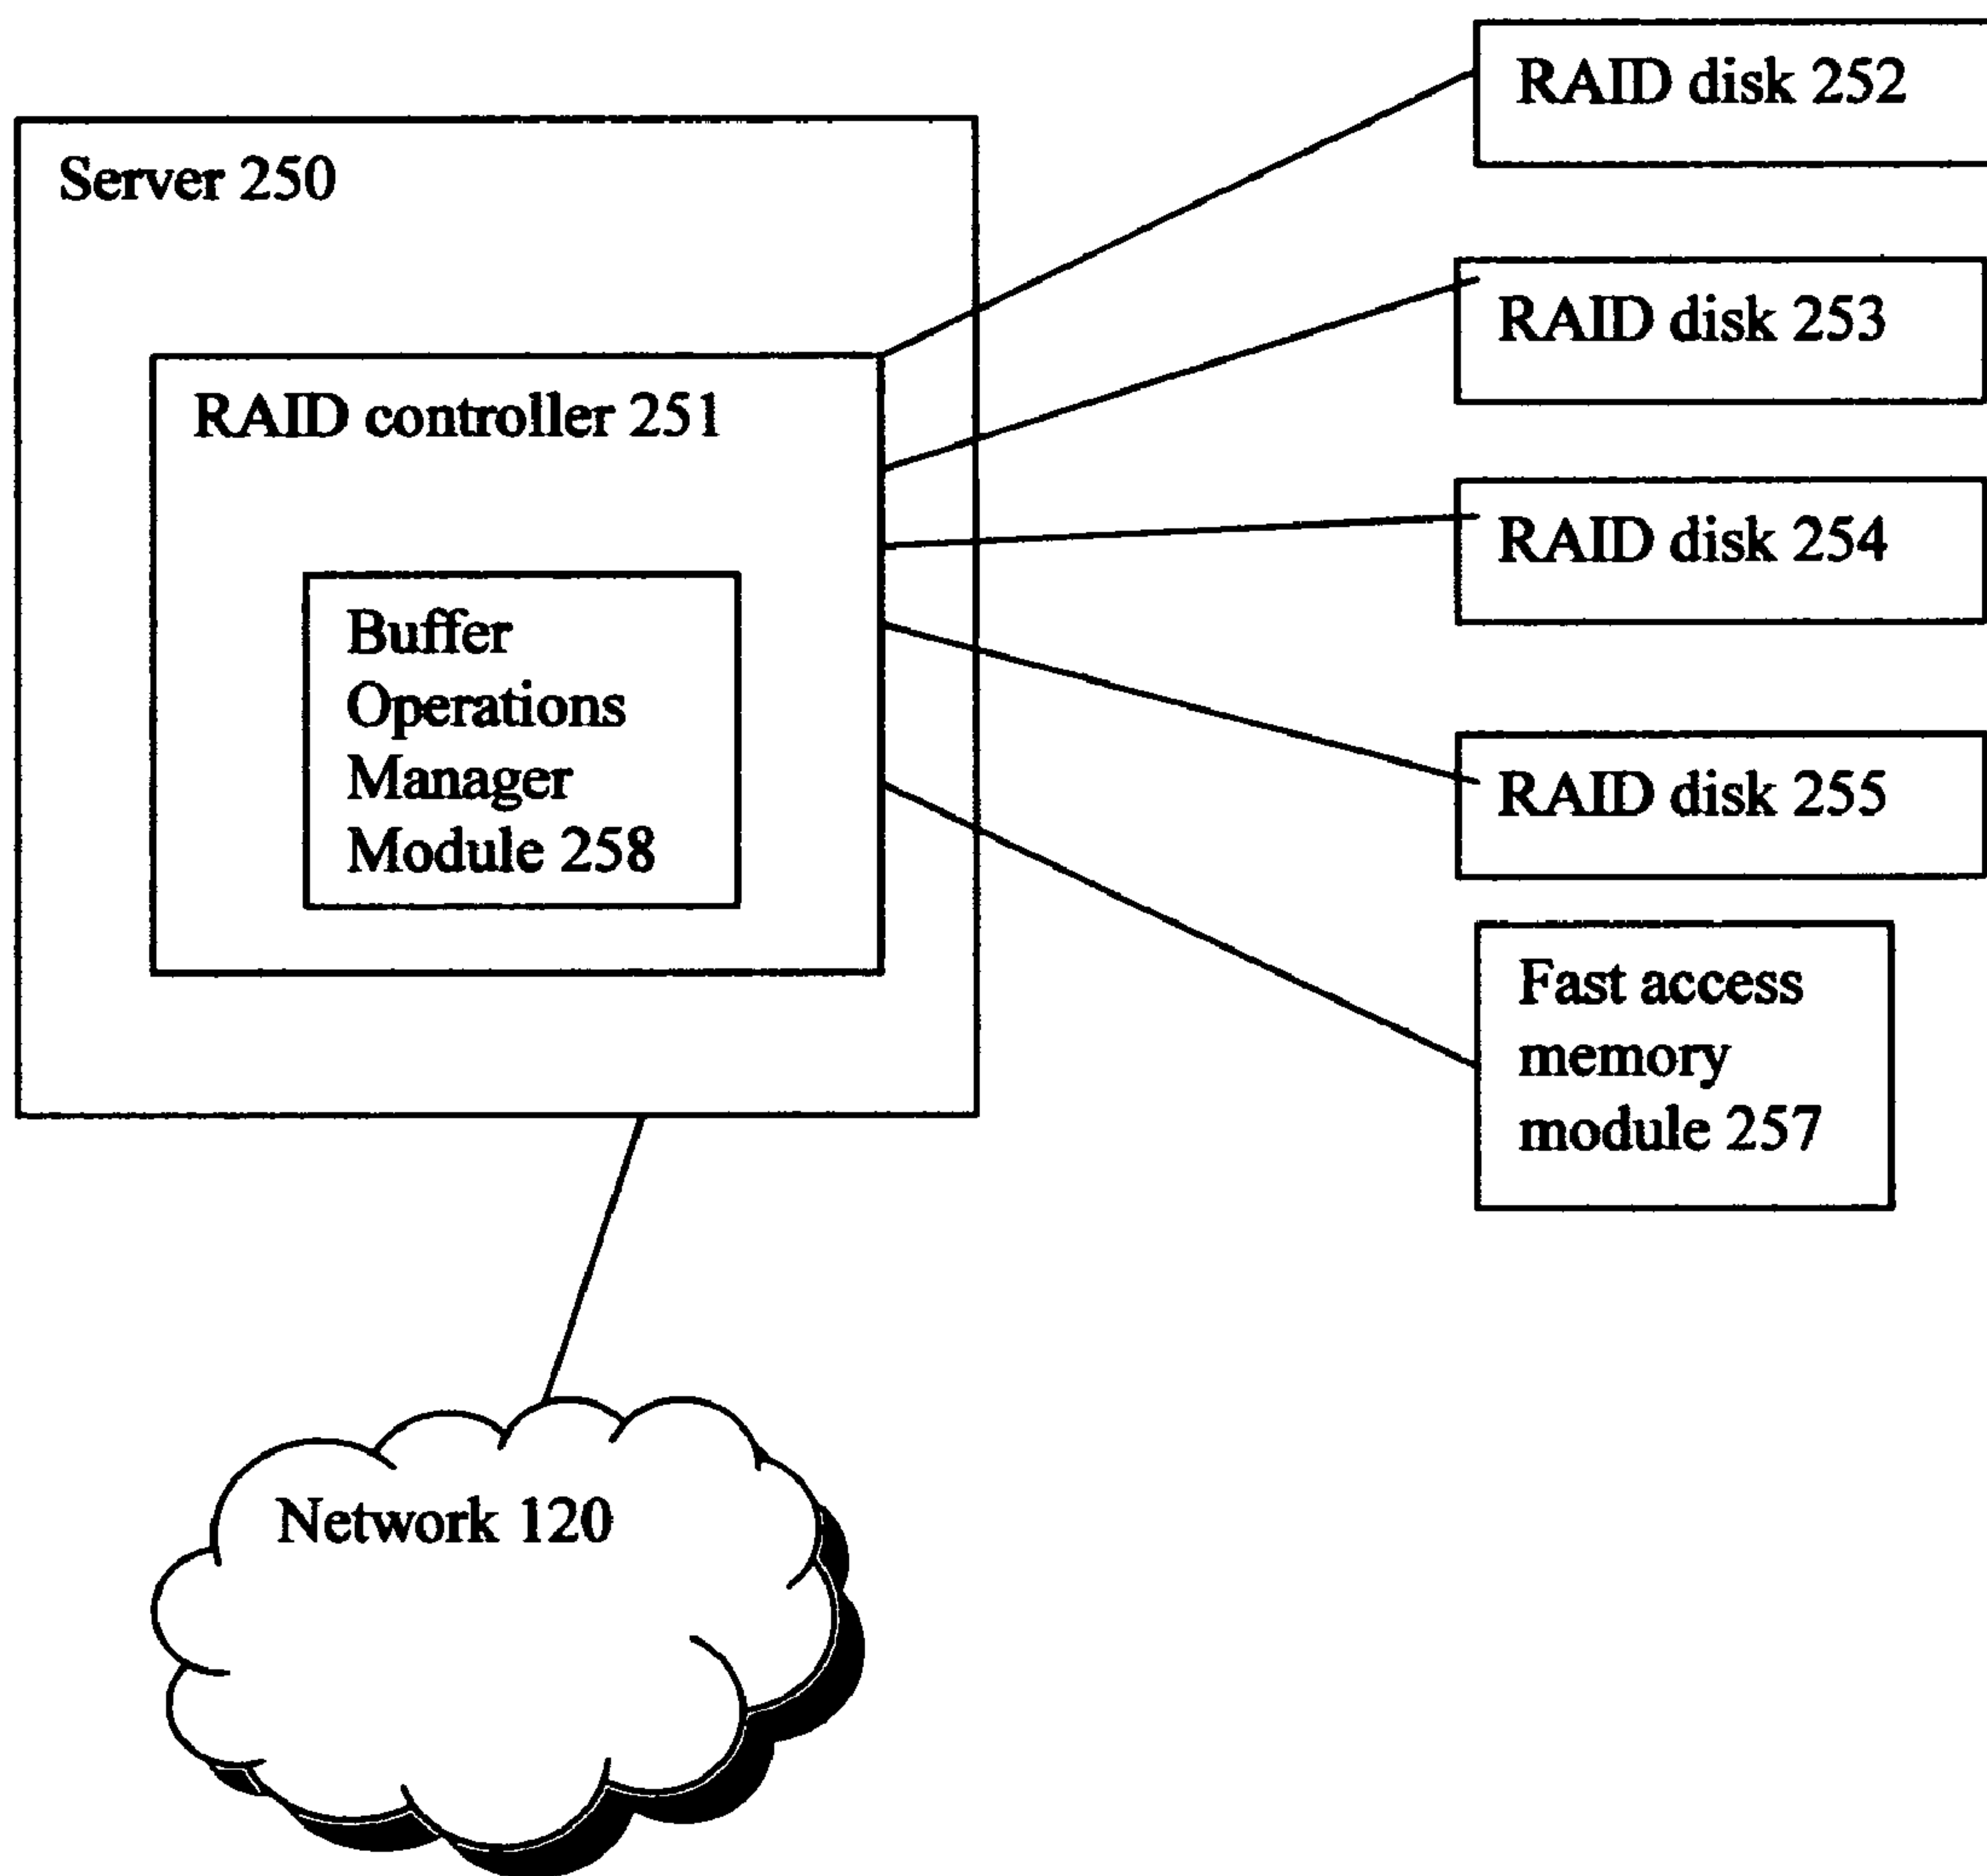 RAID disk 252
Server 250
RAID disk 253
RAID controller 251
RAID disk 254
Buffer
Operations
Manager
Module 258
RAID disk 255
Fast access
memory
module 257
Network 120